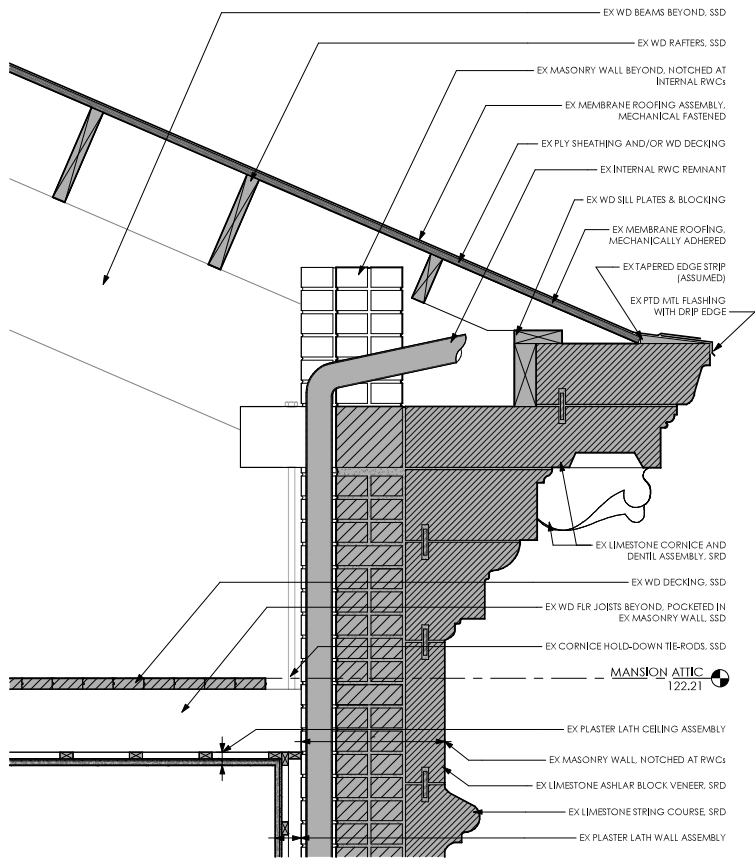 EX WD BEAMS BEYOND, SSD
EX WD RAFTERS, SSD
EX MASONRY WALL BEYOND, NOTCHED AT
INTERNAL RWCs
EX MEMBRANE ROOFING ASSEMBLY,
MECHANICAL FASTENED
EX PLY SHEATHING AND/OR WD DECKING
EX INTERNAL RWC REMNANT
EX WD SILL PLATES & BLOCKING
EX MEMBRANE ROOFING,
MECHANICALLY ADHERED
EX TAPERED EDGE STRIP
(ASSUMED)
EX PTD MTL FLASHING
WITH DRIP EDGE
EX LIMESTONE CORNICE AND
DENTIL ASSEMBLY, SRD
EX WD DECKING, SSD
EX WD FLR JOISTS BEYOND, POCKETED IN
EX MASONRY WALL, SSD
EX CORNICE HOLD-DOWN TIE-RODS, SSD
MANSION ATTIC
122.21
EX PLASTER LATH CEILING ASSEMBLY
EX MASONRY WALL, NOTCHED AT RWCs
EX LIMESTONE ASHLAR BLOCK VENEER, SRD
EX LIMESTONE STRING COURSE, SRD
EX PLASTER LATH WALL ASSEMBLY